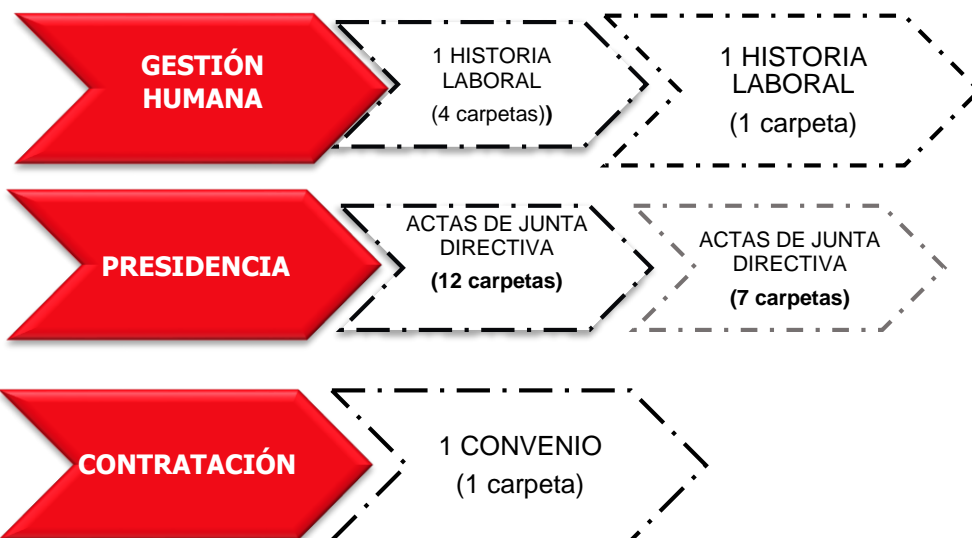 GESTIÓN
HUMANA
1 HISTORIA
LABORAL
(4 carpetas))
1 HISTORIA
LABORAL
(1 carpeta)
PRESIDENCIA
ACTAS DE JUNTA
DIRECTIVA
(12 carpetas)
ACTAS DE JUNTA
DIRECTIVA
(7 carpetas)
CONTRATACIÓN
1 CONVENIO
(1 carpeta)